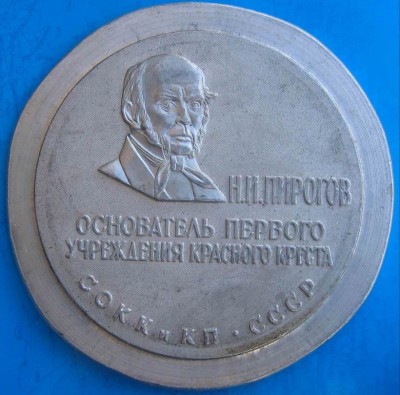 Н.И.ПИРОГОВ
ОСНОВАТЕЛЬ ПЕРВОГО
УЧРЕЖДЕНИЯ КРАСНОГО КРЕСТА
СОКК и КП · СССР